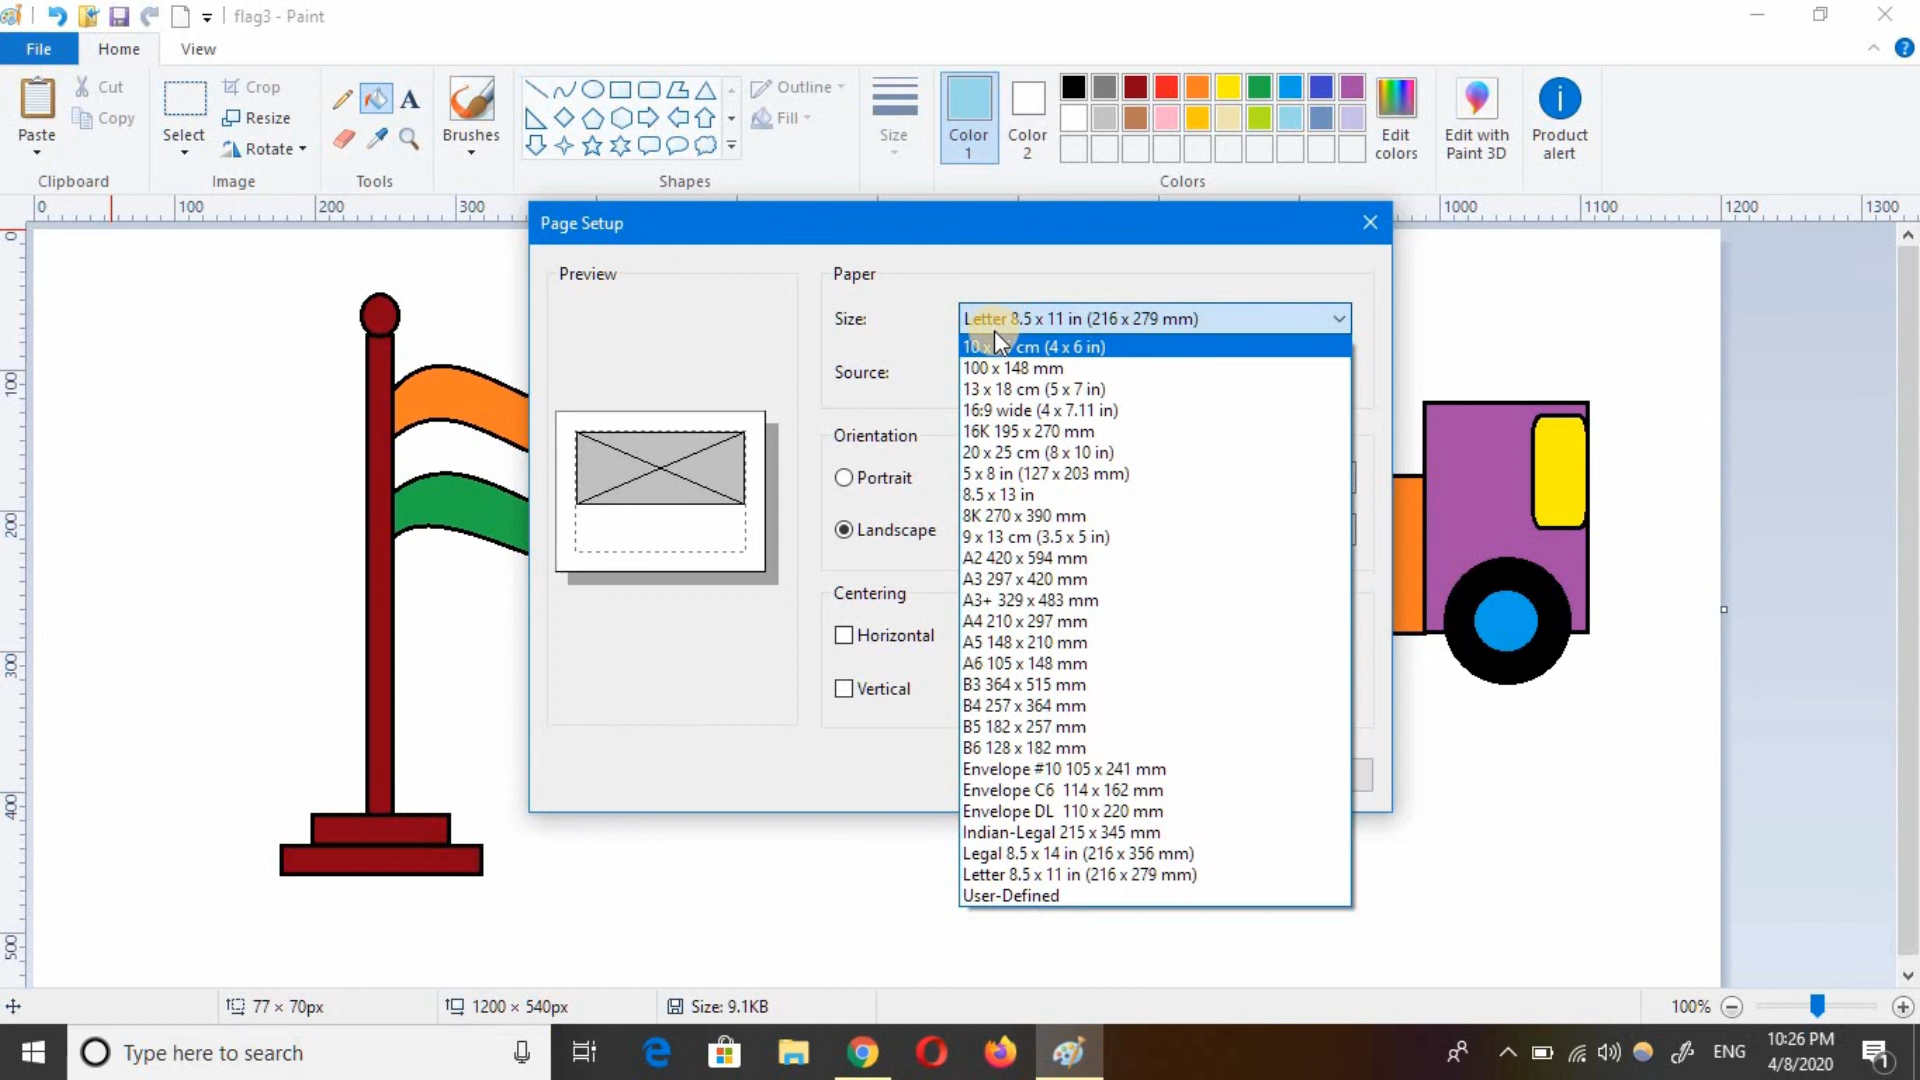 flag3 - Paint
File
Home
View
Paste
Cut
Copy
Clipboard
Select
Crop
Resize
Rotate
Image
A
Tools
Brushes
Shapes
Outline
Fill
Size
Color 1
Color 2
Edit colors
Edit with Paint 3D
Product alert
Colors
0 100 200 300 1000 1100 1200 1300
0
100
200
300
400
500
Page Setup
Preview
Paper
Size:
Letter 8.5 x 11 in (216 x 279 mm)
Source:
Orientation
Portrait
Landscape
Centering
Horizontal
Vertical
10 x cm (4 x 6 in)
100 x 148 mm
13 x 18 cm (5 x 7 in)
16:9 wide (4 x 7.11 in)
16K 195 x 270 mm
20 x 25 cm (8 x 10 in)
5 x 8 in (127 x 203 mm)
8.5 x 13 in
8K 270 x 390 mm
9 x 13 cm (3.5 x 5 in)
A2 420 x 594 mm
A3 297 x 420 mm
A3+ 329 x 483 mm
A4 210 x 297 mm
A5 148 x 210 mm
A6 105 x 148 mm
B3 364 x 515 mm
B4 257 x 364 mm
B5 182 x 257 mm
B6 128 x 182 mm
Envelope #10 105 x 241 mm
Envelope C6 114 x 162 mm
Envelope DL 110 x 220 mm
Indian-Legal 215 x 345 mm
Legal 8.5 x 14 in (216 x 356 mm)
Letter 8.5 x 11 in (216 x 279 mm)
User-Defined
77 × 70px
1200 × 540px
Size: 9.1KB
100%
Type here to search
ENG
10:26 PM
4/8/2020
1